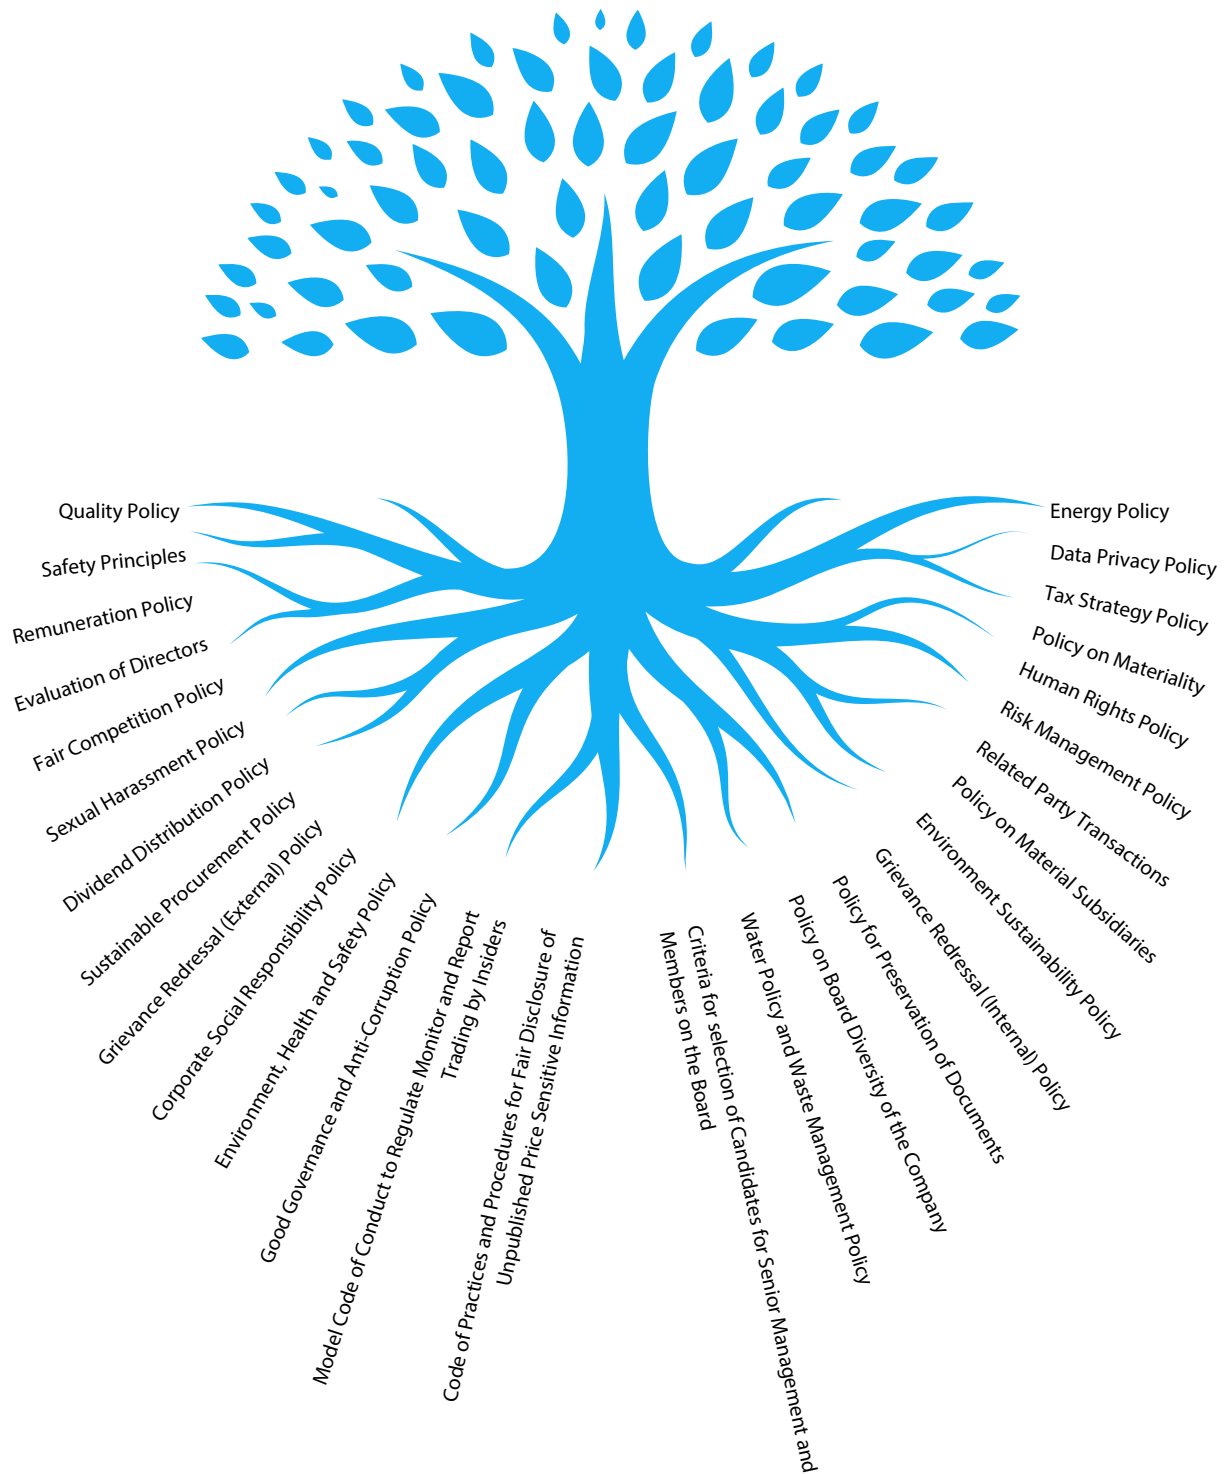 Quality Policy
Safety Principles
Remuneration Policy
Evaluation of Directors
Fair Competition Policy
Sexual Harassment Policy
Dividend Distribution Policy
Sustainable Procurement Policy
Grievance Redressal (External) Policy
Corporate Social Responsibility Policy
Environment, Health and Safety Policy
Good Governance and Anti-Corruption Policy
Model Code of Conduct to Regulate Monitor and Report
Trading by Insiders
Code of Practices and Procedures for Fair Disclosure of
Unpublished Price Sensitive Information
Criteria for selection of Candidates for Senior Management and
Members on the Board
Water Policy and Waste Management Policy
Policy on Board Diversity of the Company
Policy for Preservation of Documents
Grievance Redressal (Internal) Policy
Environment Sustainability Policy
Policy on Material Subsidiaries
Related Party Transactions
Risk Management Policy
Human Rights Policy
Policy on Materiality
Tax Strategy Policy
Data Privacy Policy
Energy Policy